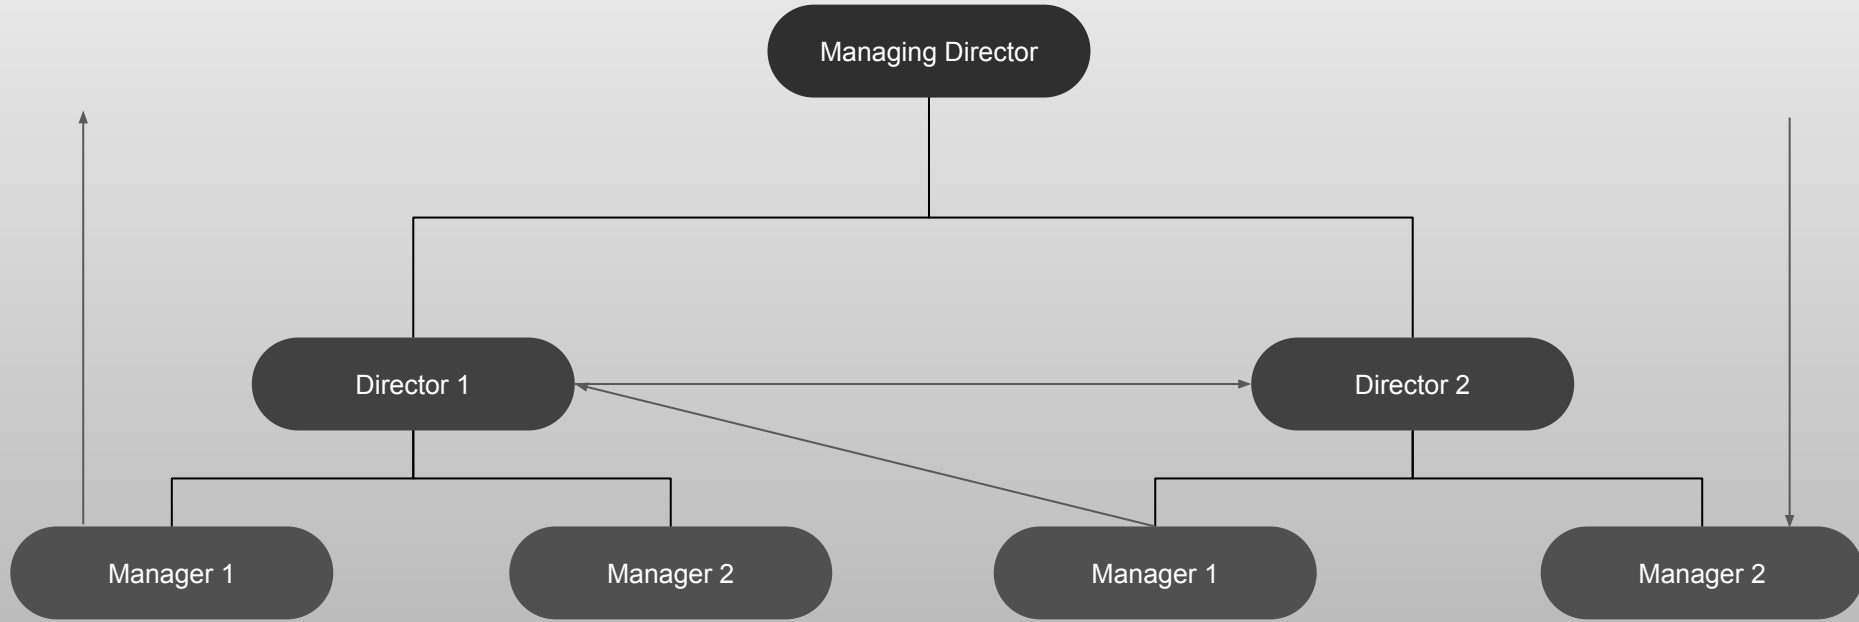 Managing Director
Director 1
Director 2
Manager 1
Manager 2
Manager 1
Manager 2